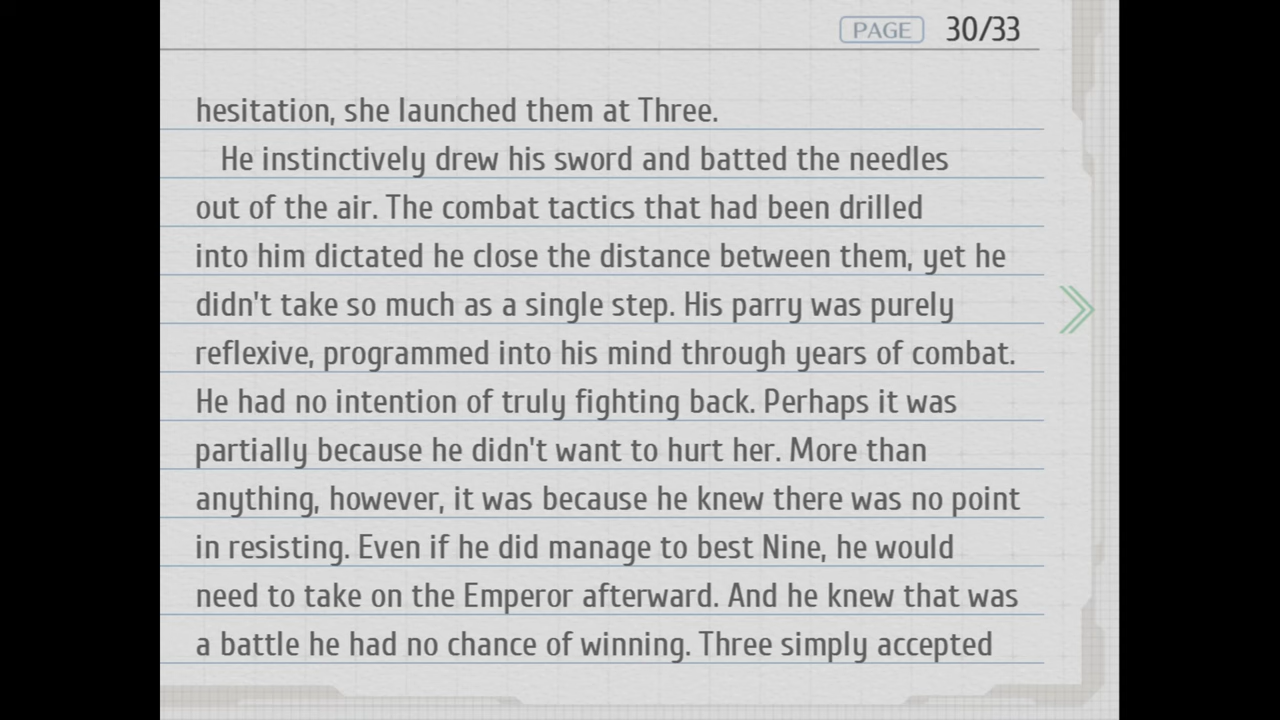 PAGE 30/33
hesitation, she launched them at Three.
He instinctively drew his sword and batted the needles
out of the air. The combat tactics that had been drilled
into him dictated he close the distance between them, yet he
didn't take so much as a single step. His parry was purely
reflexive, programmed into his mind through years of combat.
He had no intention of truly fighting back. Perhaps it was
partially because he didn't want to hurt her. More than
anything, however, it was because he knew there was no point
in resisting. Even if he did manage to best Nine, he would
need to take on the Emperor afterward. And he knew that was
a battle he had no chance of winning. Three simply accepted